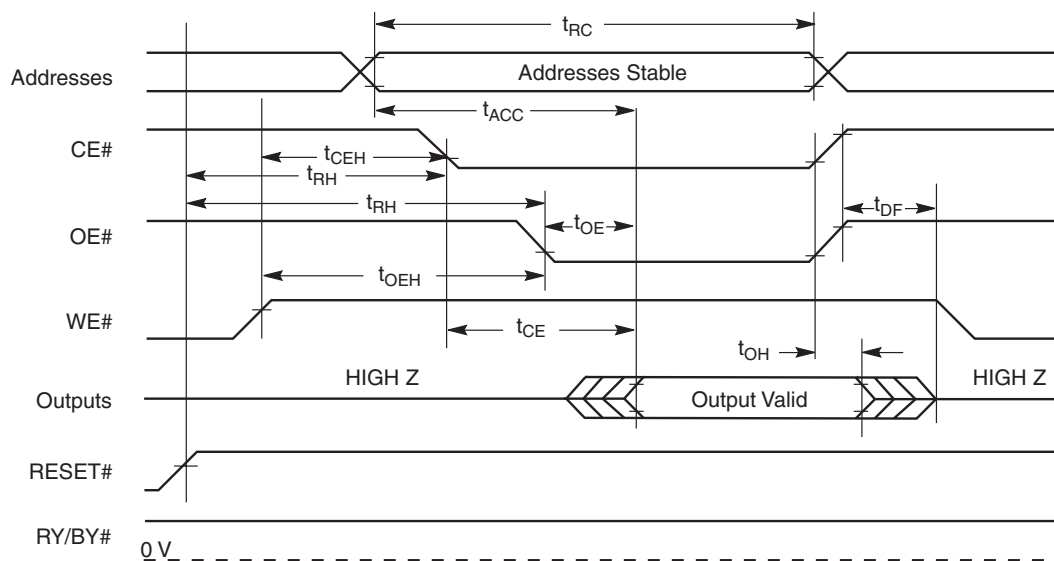 tRC
Addresses
Addresses Stable
tACC
CE#
tCEH
tRH
tRH
tDF
OE#
tOE
tOEH
WE#
tCE
tOH
HIGH Z
HIGH Z
Outputs
Output Valid
RESET#
RY/BY#
0 V